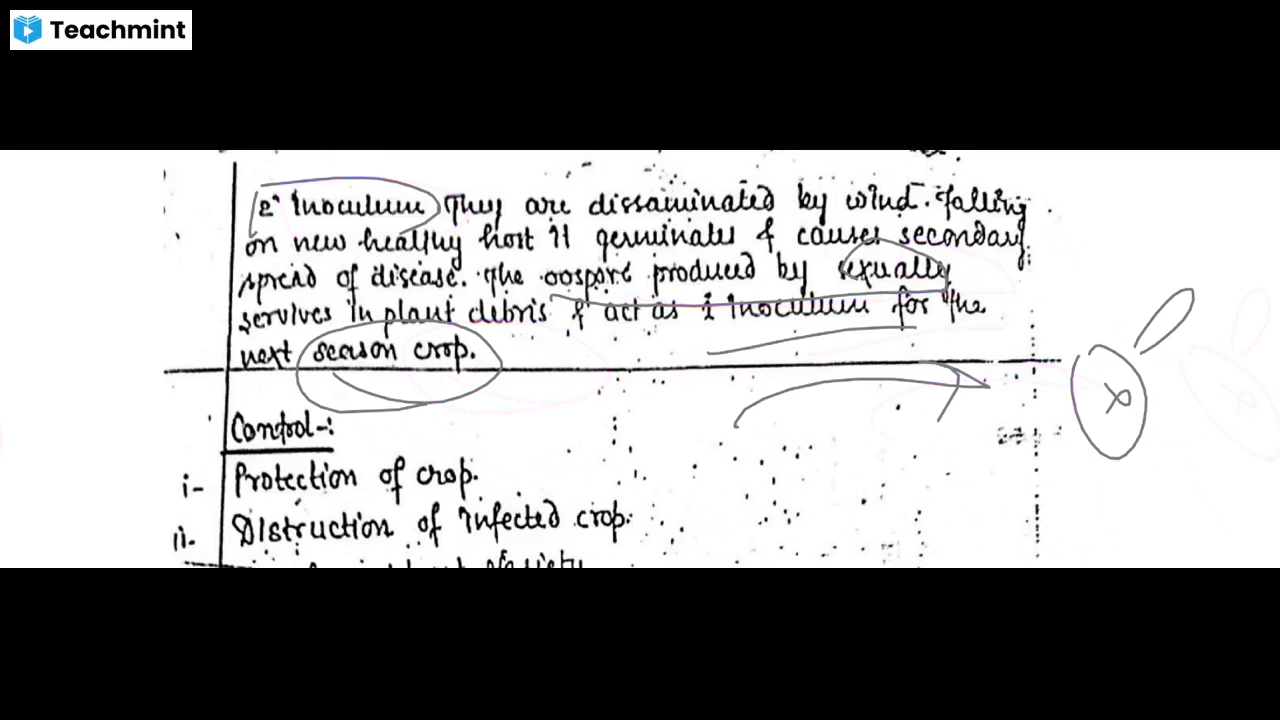 Teachmint
2° Inoculum They are dissaminated by wind. Falling
on new healthy host It germinates & causes secondary
spread of disease. The oospore produced by sexually
servives in plant debris & act as 1 Inoculum for the
next season crop.
Control-:
i- Protection of crop.
ii. Distruction of infected crop.